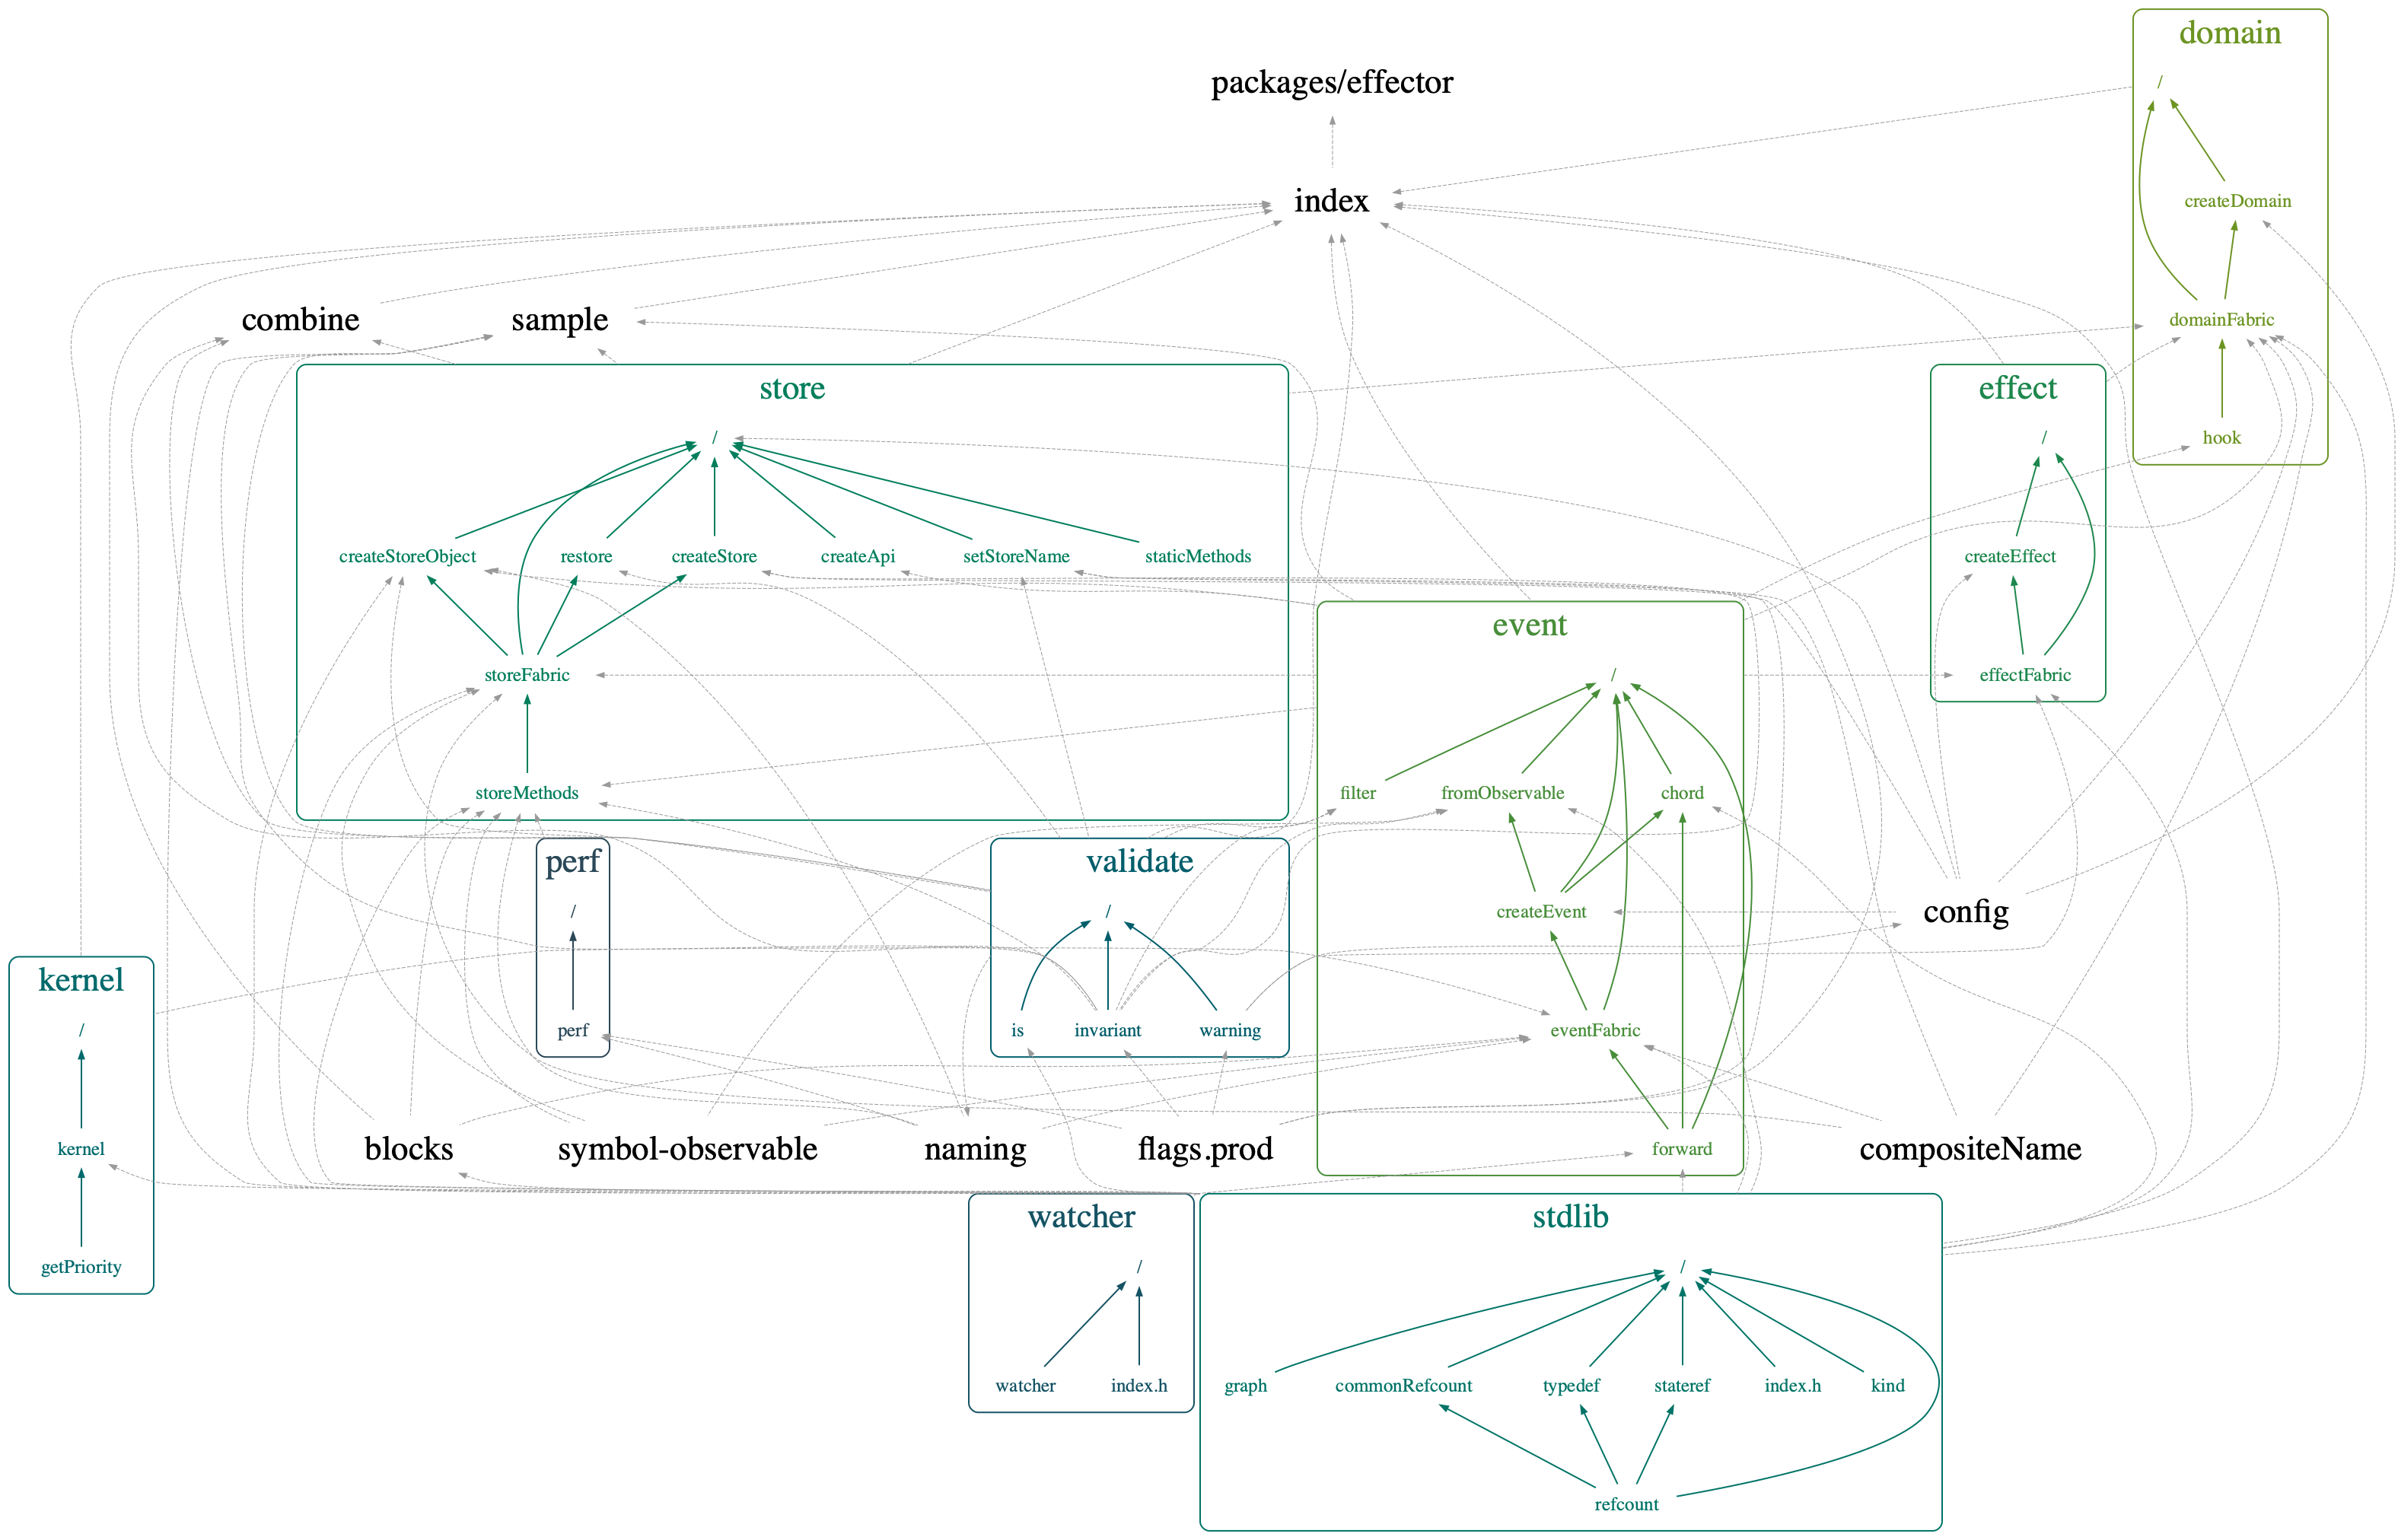 domain
/
packages/effector
index
createDomain
combine
sample
domainFabric
store
effect
/
/
hook
createStoreObject
restore
createStore
createApi
setStoreName
staticMethods
createEffect
event
storeFabric
/
effectFabric
storeMethods
filter
fromObservable
chord
perf
validate
/
/
createEvent
config
kernel
/
perf
is
invariant
warning
eventFabric
kernel
blocks
symbol-observable
naming
flags.prod
forward
compositeName
watcher
stdlib
getPriority
/
/
watcher
index.h
graph
commonRefcount
typedef
stateref
index.h
kind
refcount